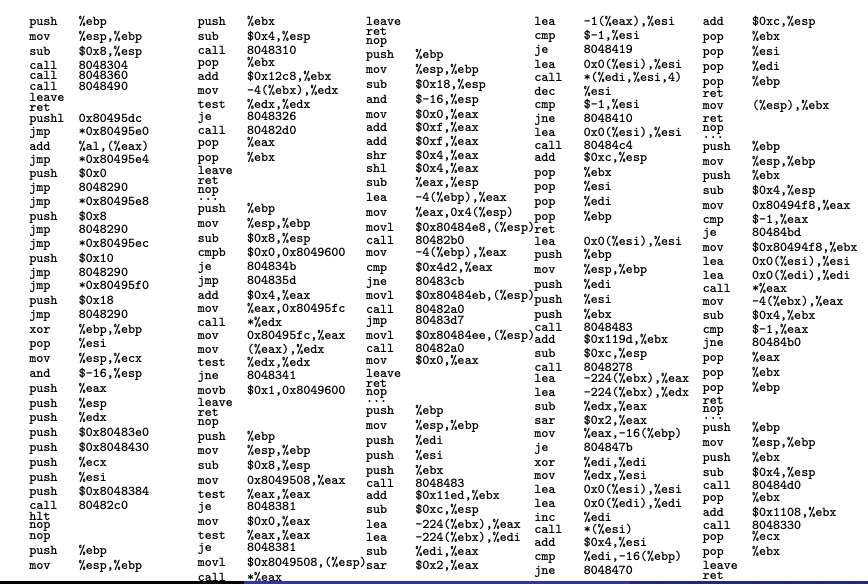 push %ebp
mov %esp,%ebp
sub $0x8,%esp
call 8048304
call 8048360
call 8048490
leave
ret
pushl 0x80495dc
jmp *0x80495e0
add %al,(%eax)
jmp *0x80495e4
push $0x0
jmp 8048290
jmp *0x80495e8
push $0x8
jmp 8048290
jmp *0x80495ec
push $0x10
jmp 8048290
jmp *0x80495f0
push $0x18
jmp 8048290
xor %ebp,%ebp
pop %esi
mov %esp,%ecx
and $-16,%esp
push %eax
push %esp
push %edx
push $0x80483e0
push $0x8048430
push %ecx
push %esi
push $0x8048384
call 80482c0
hlt
nop
nop
push %ebp
mov %esp,%ebp
push %ebx
sub $0x4,%esp
call 8048310
pop %ebx
add $0x12c8,%ebx
mov -4(%ebx),%edx
test %edx,%edx
je 8048326
call 80482d0
pop %eax
pop %ebx
leave
ret
nop
...
push %ebp
mov %esp,%ebp
sub $0x8,%esp
cmpb $0x0,0x8049600
je 804834b
jmp 804835d
add $0x4,%eax
mov %eax,0x80495fc
call *%edx
mov 0x80495fc,%eax
mov (%eax),%edx
test %edx,%edx
jne 8048341
movb $0x1,0x8049600
leave
ret
nop
push %ebp
mov %esp,%ebp
sub $0x8,%esp
mov 0x8049508,%eax
test %eax,%eax
je 8048381
mov $0x0,%eax
test %eax,%eax
je 8048381
movl $0x8049508,(%esp)
call *%eax
leave
ret
nop
push %ebp
mov %esp,%ebp
sub $0x18,%esp
and $-16,%esp
mov $0x0,%eax
add $0xf,%eax
add $0xf,%eax
shr $0x4,%eax
shl $0x4,%eax
sub %eax,%esp
lea -4(%ebp),%eax
mov %eax,0x4(%esp)
movl $0x80484e8,(%esp)
call 80482b0
mov -4(%ebp),%eax
cmp $0x4d2,%eax
jne 80483cb
movl $0x80484eb,(%esp)
call 80482a0
jmp 80483d7
movl $0x80484ee,(%esp)
call 80482a0
mov $0x0,%eax
leave
ret
nop
...
push %ebp
mov %esp,%ebp
push %edi
push %esi
push %ebx
call 8048483
add $0x11ed,%ebx
sub $0xc,%esp
lea -224(%ebx),%eax
lea -224(%ebx),%edi
sub %edi,%eax
sar $0x2,%eax
lea -1(%eax),%esi
cmp $-1,%esi
je 8048419
lea 0x0(%esi),%esi
call *(%edi,%esi,4)
dec %esi
cmp $-1,%esi
jne 8048410
lea 0x0(%esi),%esi
call 80484c4
add $0xc,%esp
pop %ebx
pop %esi
pop %edi
pop %ebp
ret
lea 0x0(%esi),%esi
push %ebp
mov %esp,%ebp
push %edi
push %esi
push %ebx
call 8048483
add $0x119d,%ebx
sub $0xc,%esp
call 8048278
lea -224(%ebx),%eax
lea -224(%ebx),%edx
sub %edx,%eax
sar $0x2,%eax
mov %eax,-16(%ebp)
je 804847b
xor %edi,%edi
mov %edx,%esi
lea 0x0(%esi),%esi
lea 0x0(%edi),%edi
inc %edi
call *(%esi)
add $0x4,%esi
cmp %edi,-16(%ebp)
jne 8048470
add $0xc,%esp
pop %ebx
pop %esi
pop %edi
pop %ebp
ret
mov (%esp),%ebx
ret
nop
...
push %ebp
mov %esp,%ebp
push %ebx
sub $0x4,%esp
mov 0x80494f8,%eax
cmp $-1,%eax
je 80484bd
mov $0x80494f8,%ebx
lea 0x0(%esi),%esi
lea 0x0(%edi),%edi
call *%eax
mov -4(%ebx),%eax
sub $0x4,%ebx
cmp $-1,%eax
jne 80484b0
pop %eax
pop %ebx
pop %ebp
ret
nop
...
push %ebp
mov %esp,%ebp
push %ebx
sub $0x4,%esp
call 80484d0
pop %ebx
add $0x1108,%ebx
call 8048330
pop %ecx
pop %ebx
leave
ret